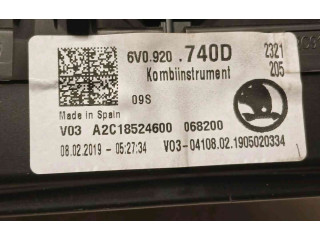 6V0.920 .740D 2321
Kombiinstrument 205
09S
Made in Spain
V03 A2C18524600 068200
08.02.2019 - 05:27:34 V03-04108.02.1905020334